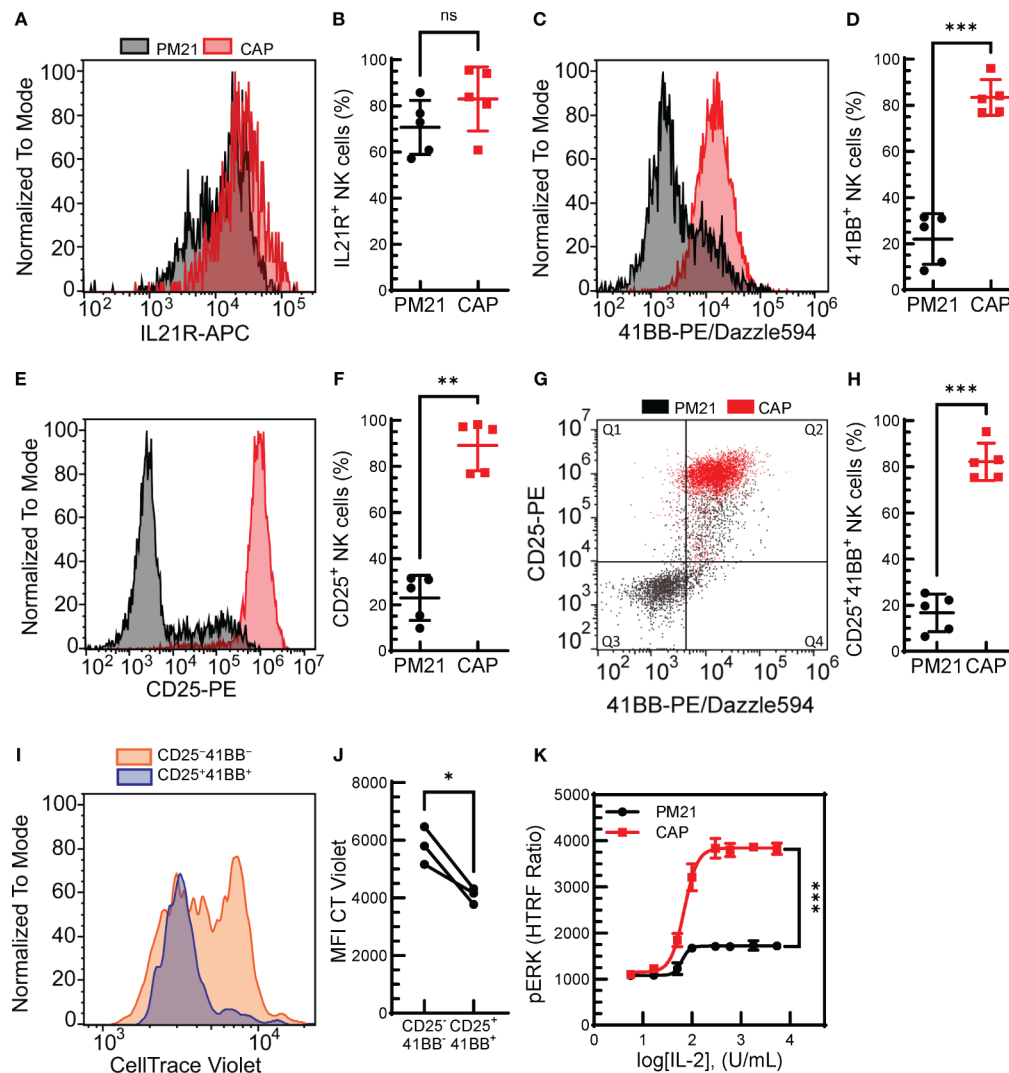 A
PM21 CAP
Normalized To Mode
100
80
60
40
20
0
10² 10³ 10⁴ 10⁵
IL21R-APC
B
ns
IL21R⁺ NK cells (%)
100
80
60
40
20
0
PM21 CAP
C
Normalized To Mode
100
80
60
40
20
0
10² 10³ 10⁴ 10⁵ 10⁶
41BB-PE/Dazzle594
D
***
41BB⁺ NK cells (%)
100
80
60
40
20
0
PM21 CAP
E
Normalized To Mode
100
80
60
40
20
0
10² 10³ 10⁴ 10⁵ 10⁶ 10⁷
CD25-PE
F
**
CD25⁺ NK cells (%)
100
80
60
40
20
0
PM21 CAP
G
PM21 CAP
Q1 Q2
Q3 Q4
CD25-PE
10⁷
10⁶
10⁵
10⁴
10³
10²
10² 10³ 10⁴ 10⁵ 10⁶
41BB-PE/Dazzle594
H
***
CD25⁺41BB⁺ NK cells (%)
100
80
60
40
20
0
PM21 CAP
I
CD25⁻41BB⁻
CD25⁺41BB⁺
Normalized To Mode
100
80
60
40
20
0
10³ 10⁴
CellTrace Violet
J
*
MFI CT Violet
8000
6000
4000
2000
0
CD25⁻ CD25⁺
41BB⁻ 41BB⁺
K
PM21
CAP
***
pERK (HTRF Ratio)
5000
4000
3000
2000
1000
0
0 1 2 3 4 5
log[IL-2], (U/mL)